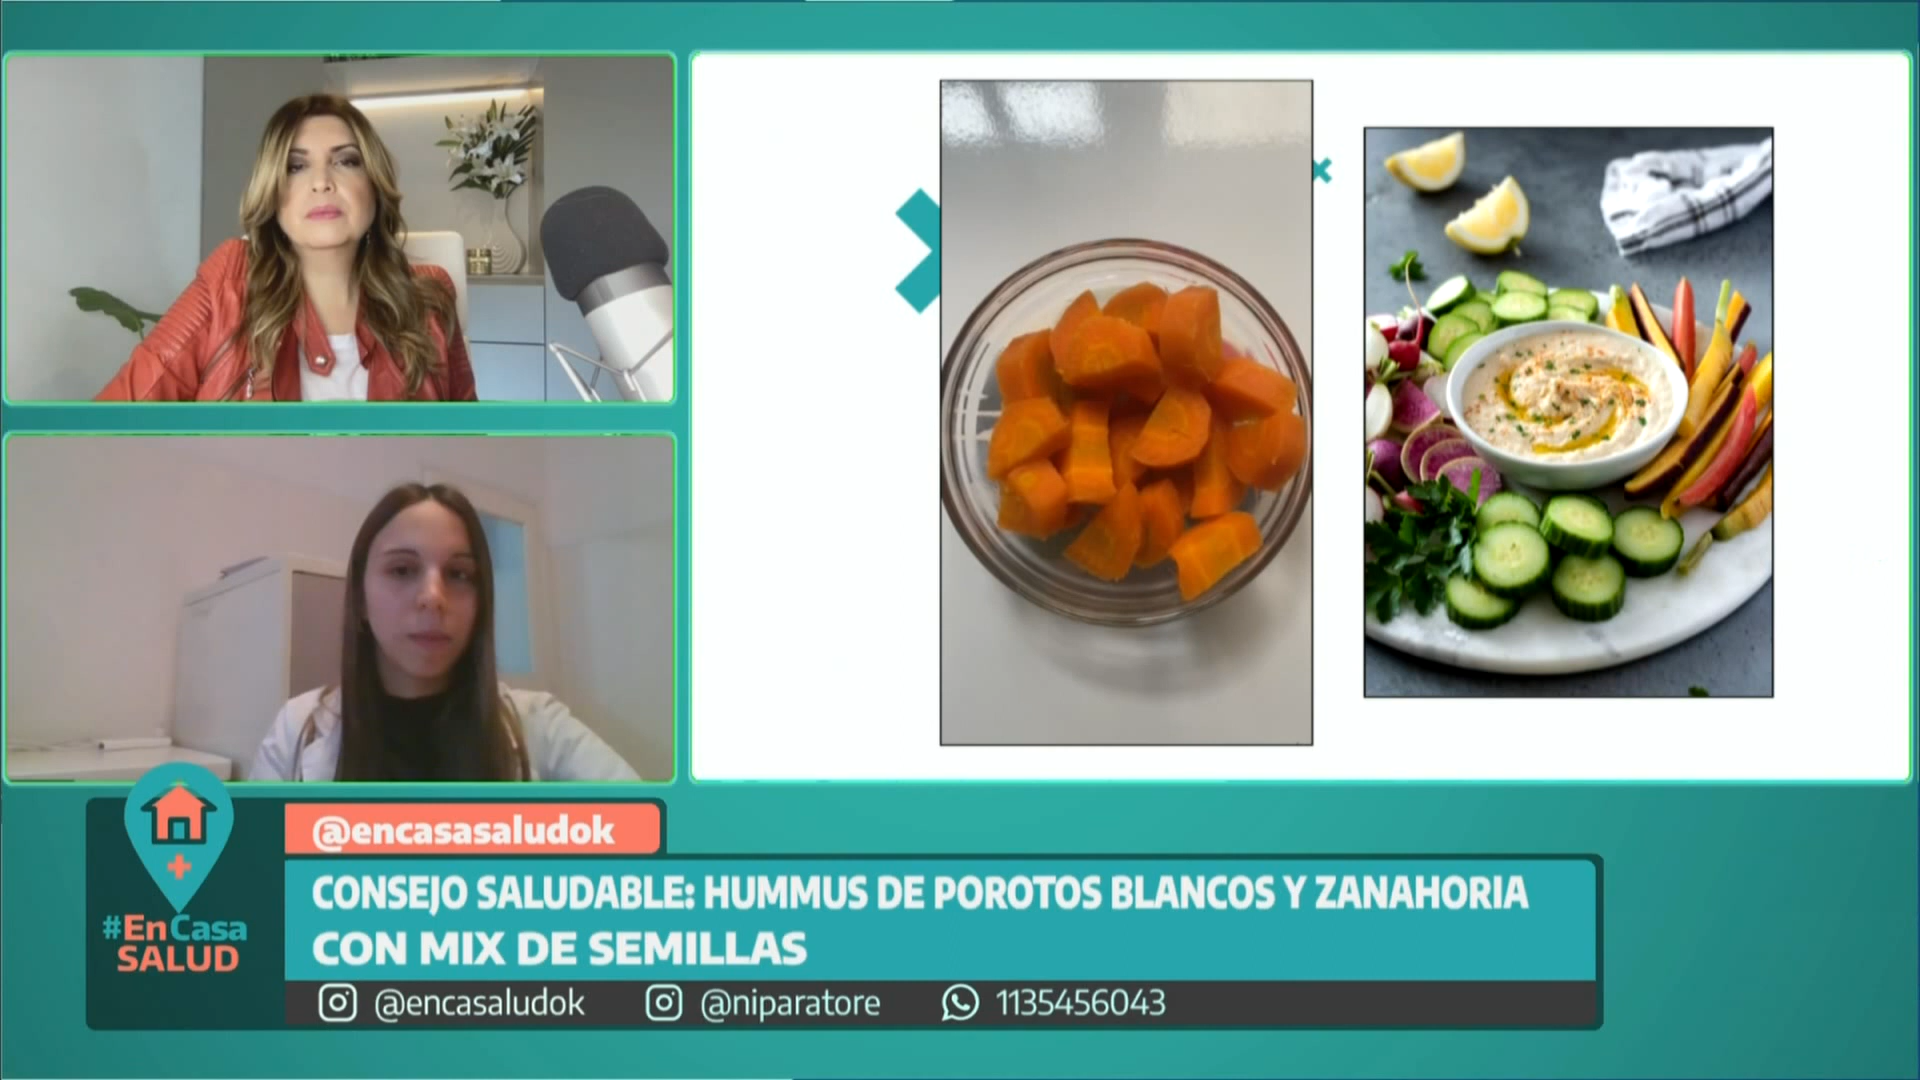 @encasasaludok
CONSEJO SALUDABLE: HUMMUS DE POROTOS BLANCOS Y ZANAHORIA
CON MIX DE SEMILLAS
#EnCasa
SALUD
@encasaludok @niparatore 1135456043